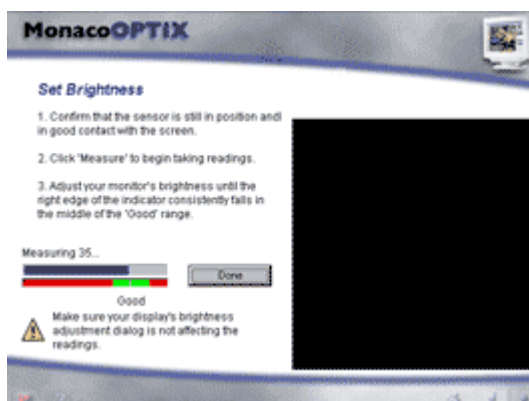 MonacoOPTIX
Set Brightness
1. Confirm that the sensor is still in position and
in good contact with the screen.
2. Click 'Measure' to begin taking readings.
3. Adjust your monitor's brightness until the
right edge of the indicator consistently falls in
the middle of the 'Good' range.
Measuring 35...
Done
Good
Make sure your display's brightness
adjustment dialog is not affecting the
readings.